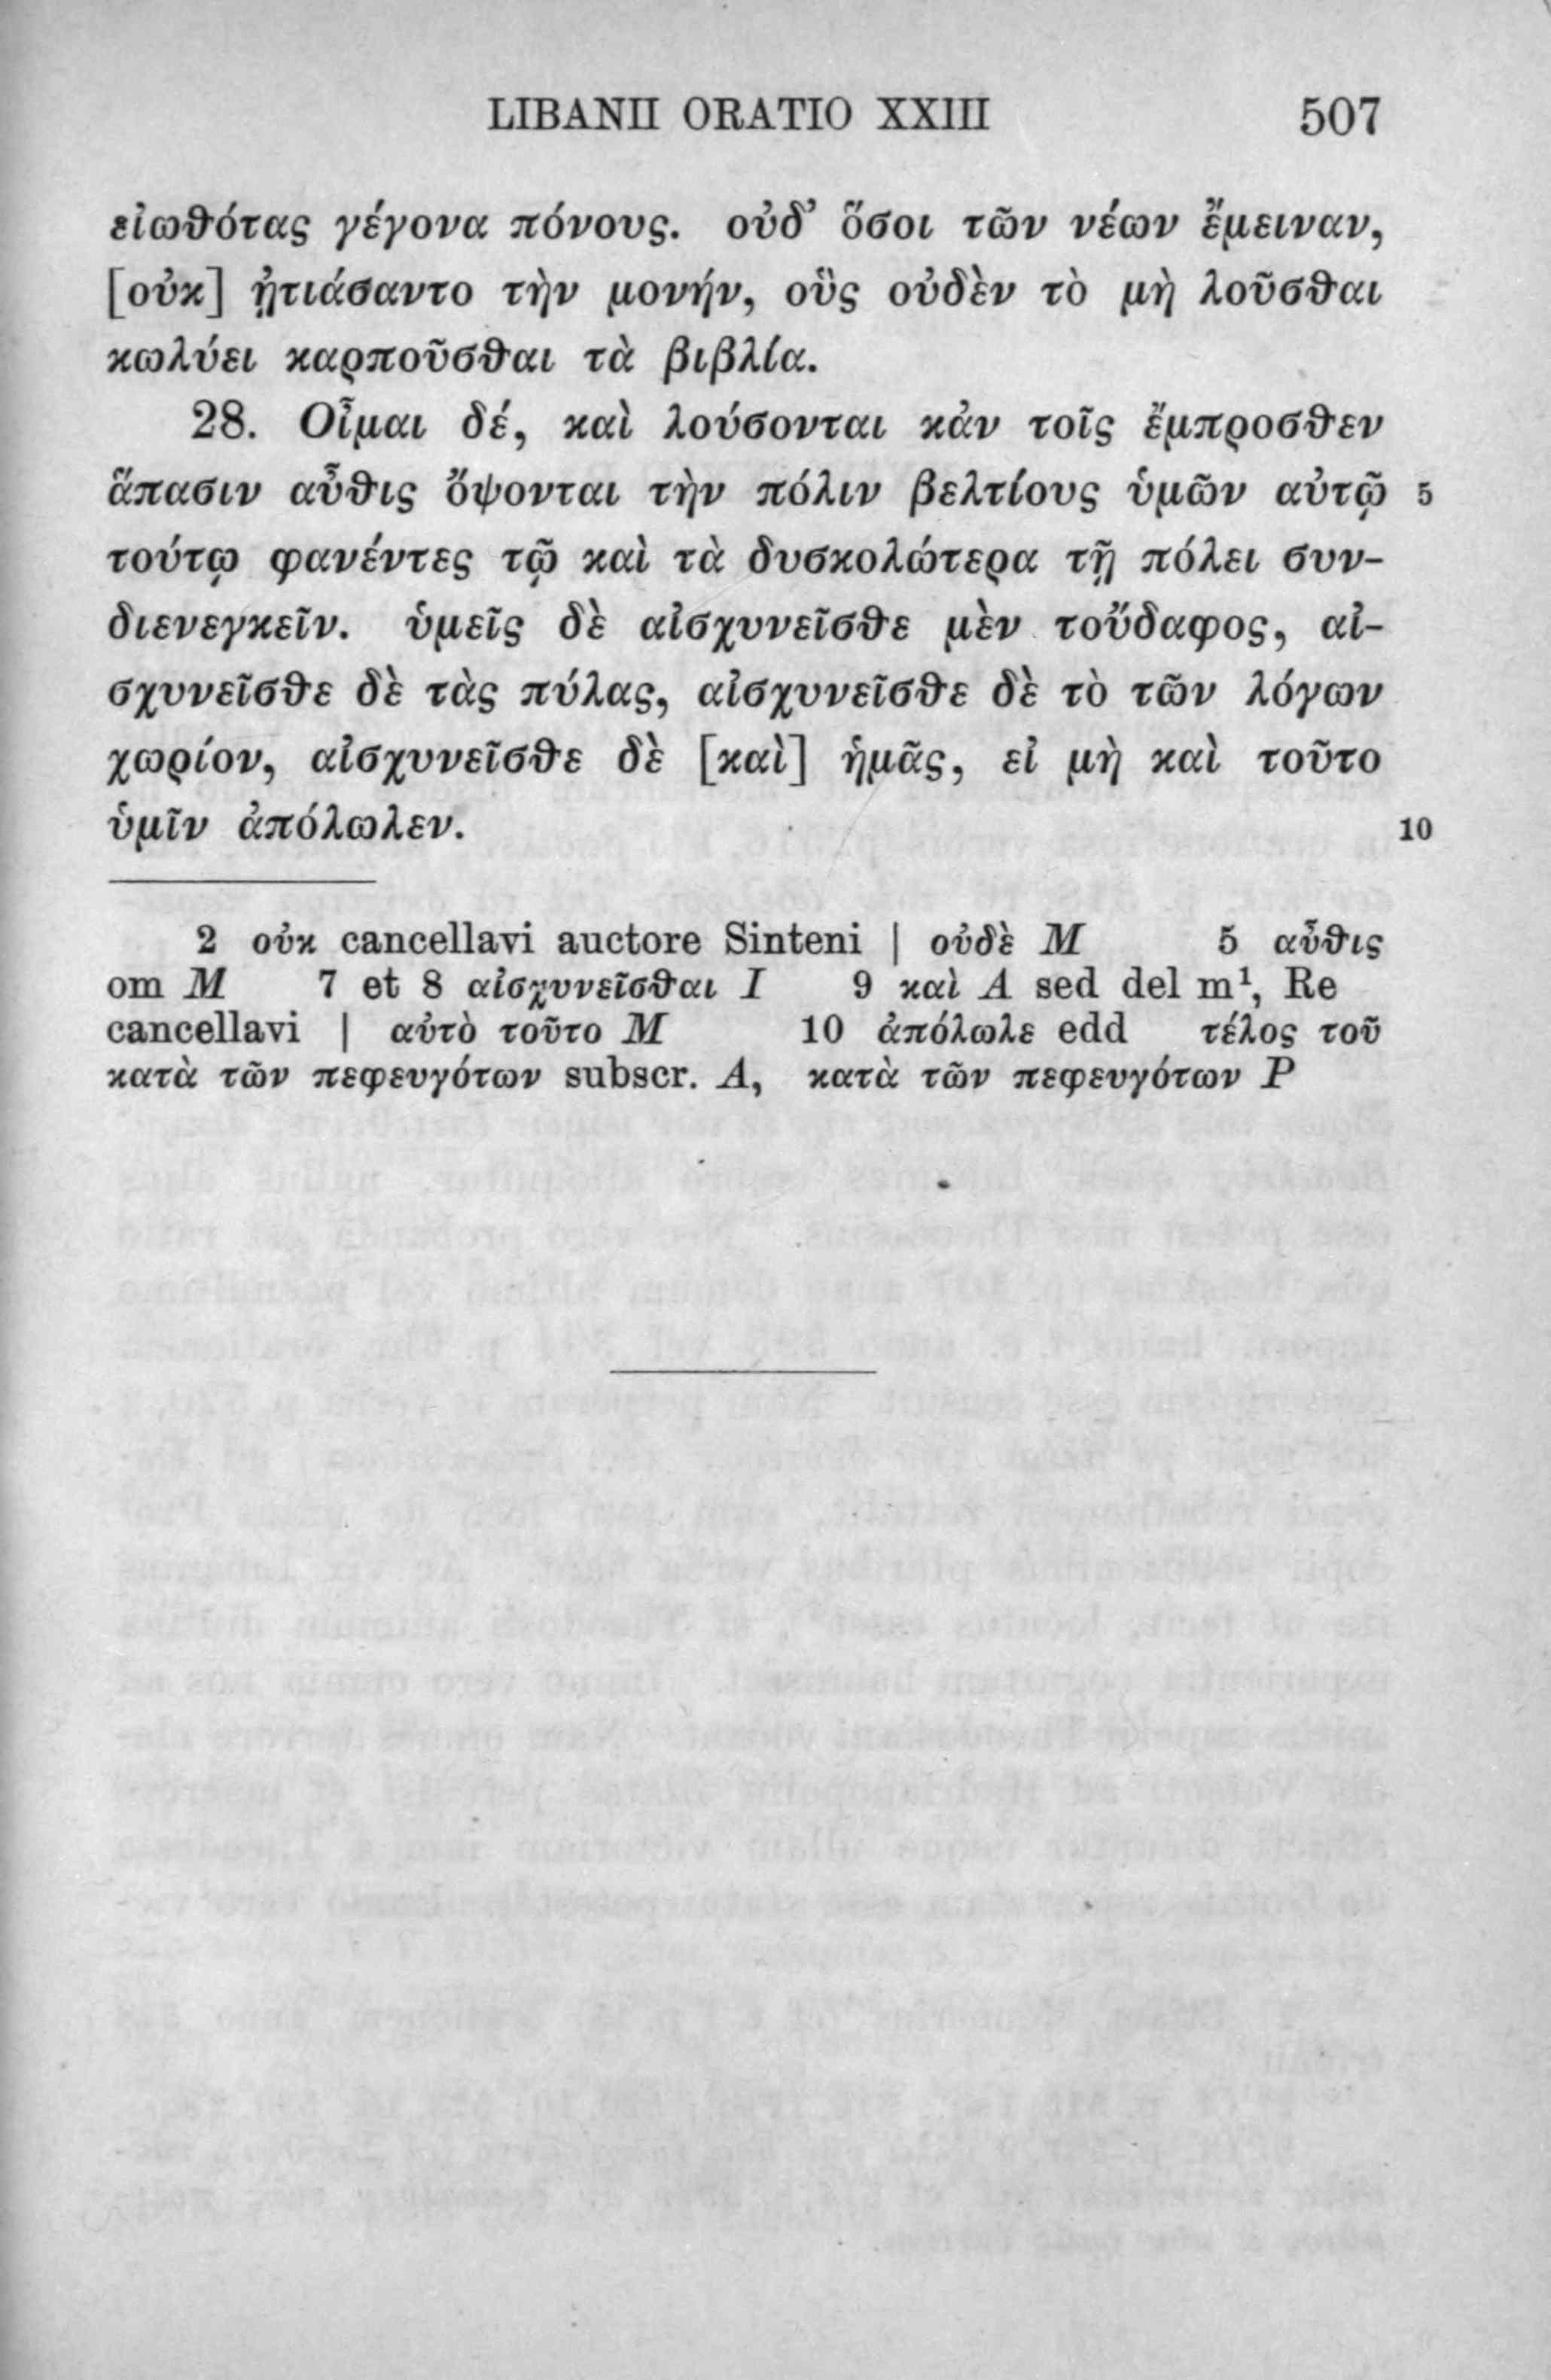 LIBANII ORATIO XXIII 507
εἰωθότας γέγονα πόνους. οὐδ’ ὅσοι τῶν νέων ἔμειναν,
[οὐκ] ᾐτιάσαντο τὴν μονήν, οὓς οὐδὲν τὸ μὴ λοῦσθαι
κωλύει καρποῦσθαι τὰ βιβλία.
28. Οἶμαι δέ, καὶ λούσονται κἀν τοῖς ἔμπροσθεν
ἅπασιν αὖθις ὄψονται τὴν πόλιν βελτίους ὑμῶν αὐτῷ 5
τούτῳ φανέντες τῷ καὶ τὰ δυσκολώτερα τῇ πόλει συν-
διενεγκεῖν. ὑμεῖς δὲ αἰσχυνεῖσθε μὲν τοὔδαφος, αἰ-
σχυνεῖσθε δὲ τὰς πύλας, αἰσχυνεῖσθε δὲ τὸ τῶν λόγων
χωρίον, αἰσχυνεῖσθε δὲ [καὶ] ἡμᾶς, εἰ μὴ καὶ τοῦτο
ὑμῖν ἀπόλωλεν. 10
2 οὐκ cancellavi auctore Sinteni | οὐδὲ M 5 αὖθις
om M 7 et 8 αἰσχυνεῖσθαι I 9 καὶ A sed del m¹, Re
cancellavi | αὐτὸ τοῦτο M 10 ἀπόλωλε edd τέλος τοῦ
κατὰ τῶν πεφευγότων subscr. A, κατὰ τῶν πεφευγότων P